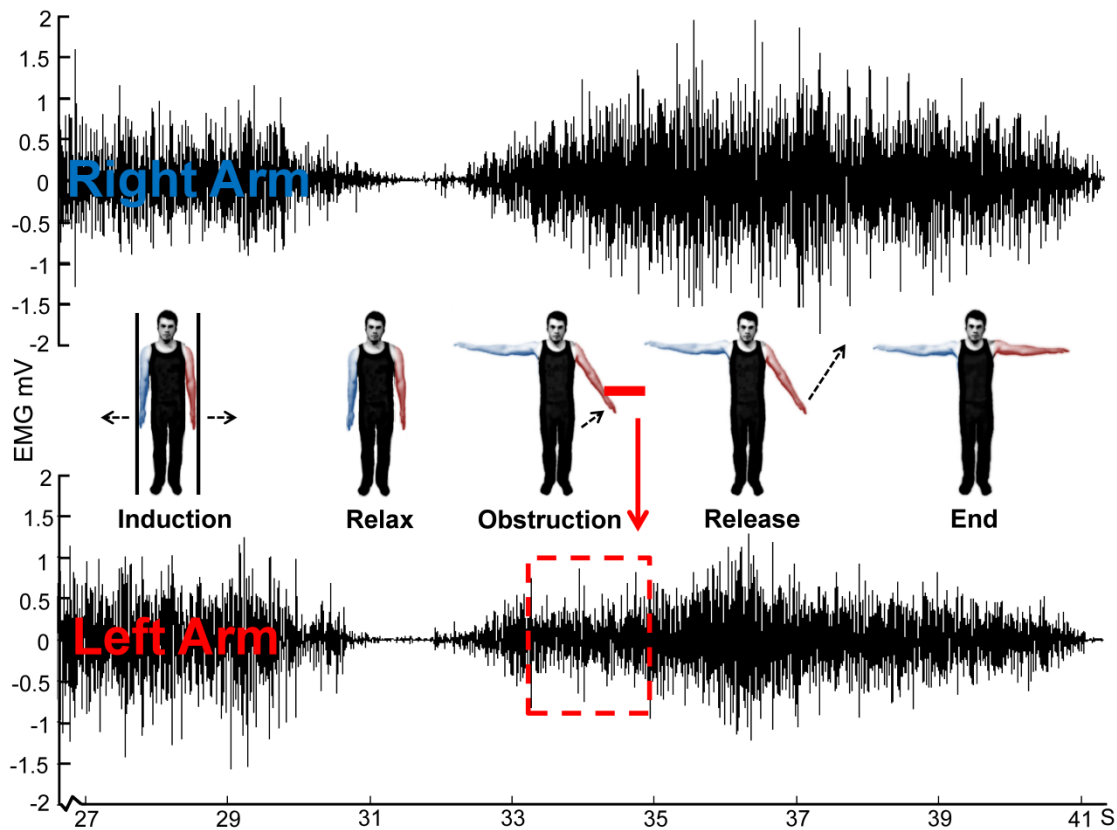 2
1.5
1
0.5
0
-0.5
-1
-1.5
-2
Right Arm
EMG mV
Induction
Relax
Obstruction
Release
End
2
1.5
1
0.5
0
-0.5
-1
-1.5
-2
Left Arm
27 29 31 33 35 37 39 41 S